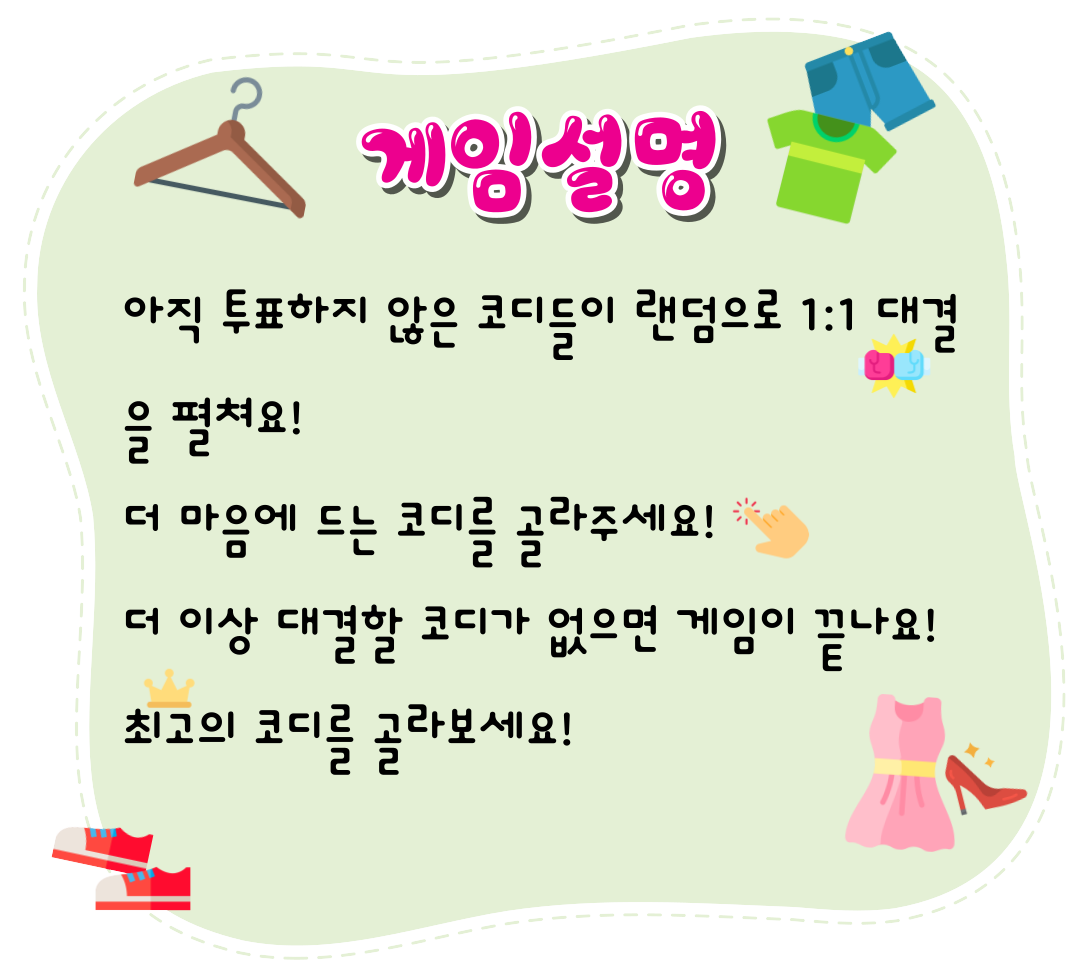 게임설명
아직 투표하지 않은 코디들이 랜덤으로 1:1 대결
을 펼쳐요!
더 마음에 드는 코디를 골라주세요!
더 이상 대결할 코디가 없으면 게임이 끝나요!
최고의 코디를 골라보세요!